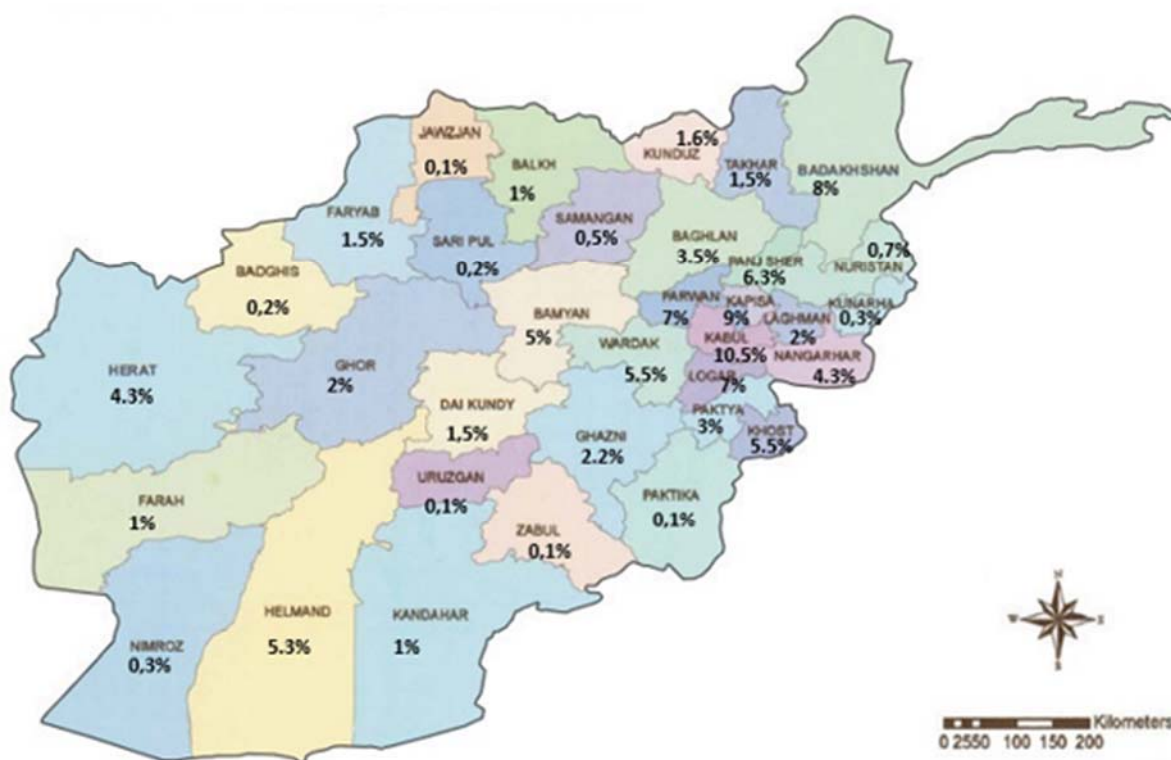 JAWZJAN
0,1%
BALKH
1%
KUNDUZ
1.6%
TAKHAR
1,5%
BADAKHSHAN
8%
FARYAB
1.5%
SARI PUL
0,2%
SAMANGAN
0,5%
BAGHLAN
3.5%
PANJ SHER
6.3%
0,7%
NURISTAN
BADGHIS
0,2%
BAMYAN
5%
PARWAN
7%
KAPISA
9%
LAGHMAN
2%
KUNARHA
0,3%
HERAT
4.3%
GHOR
2%
WARDAK
5.5%
KABUL
10.5%
NANGARHAR
4.3%
LOGAR
7%
DAI KUNDY
1,5%
GHAZNI
2.2%
PAKTYA
3%
KHOST
5.5%
FARAH
1%
URUZGAN
0,1%
ZABUL
0,1%
PAKTIKA
0,1%
NIMROZ
0,3%
HELMAND
5.3%
KANDAHAR
1%
N
W E
S
Kilometers
0 2550 100 150 200